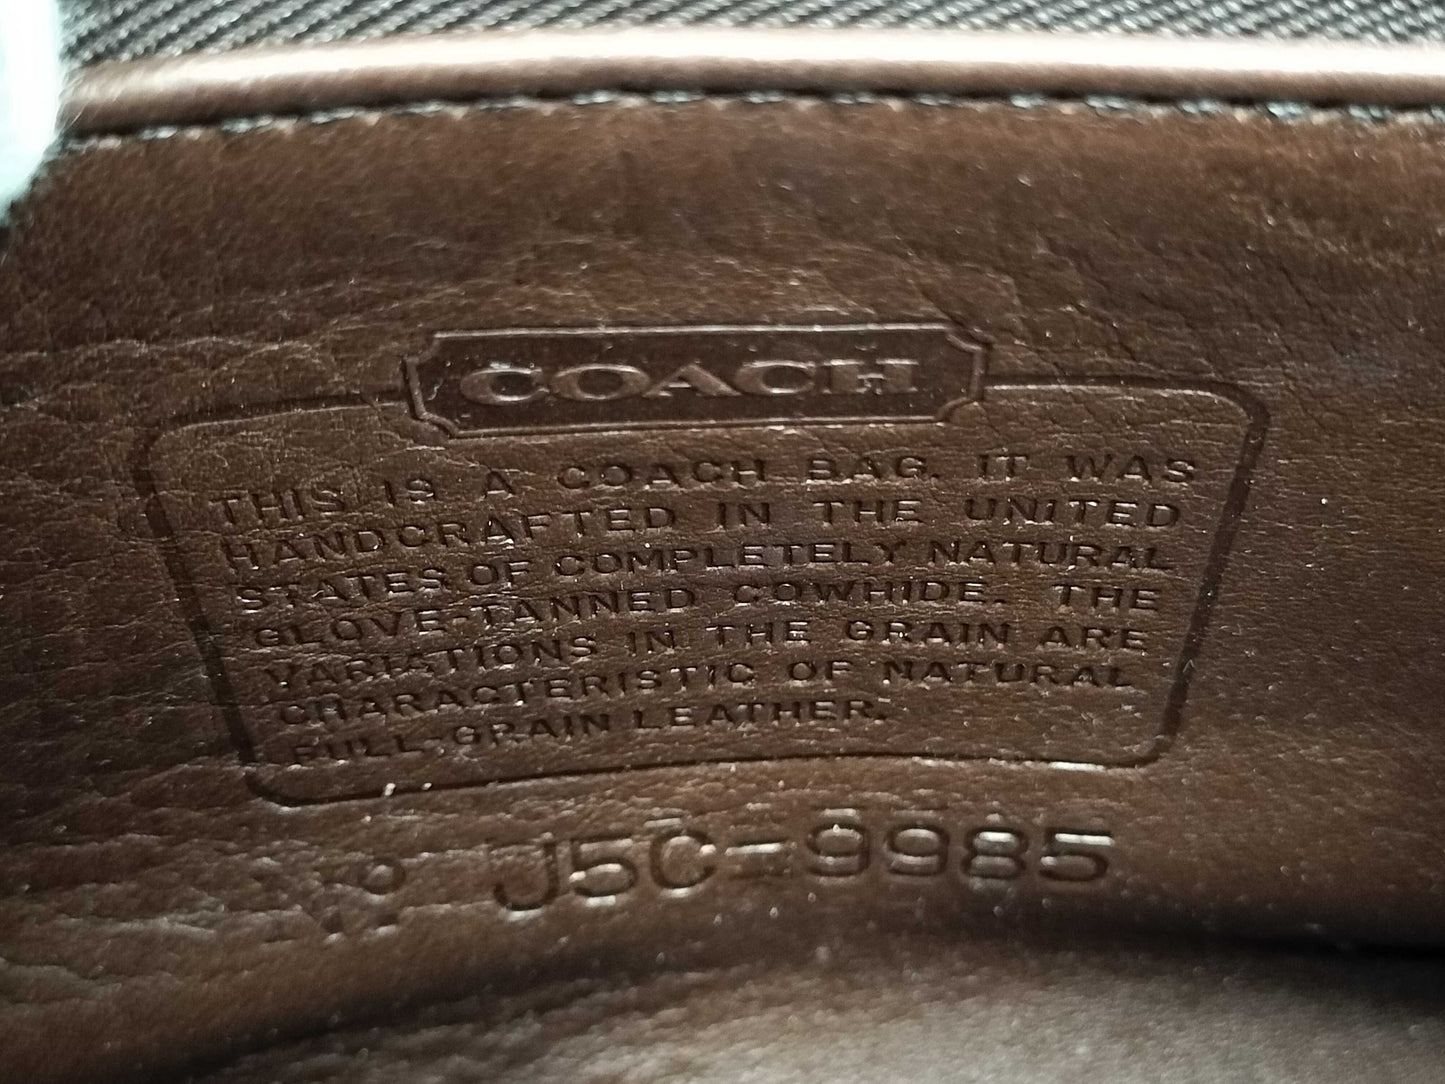 COACH
THIS IS A COACH BAG. IT WAS
HANDCRAFTED IN THE UNITED
STATES OF COMPLETELY NATURAL
GLOVE-TANNED COWHIDE. THE
VARIATIONS IN THE GRAIN ARE
CHARACTERISTIC OF NATURAL
FULL-GRAIN LEATHER.
J5C-9985